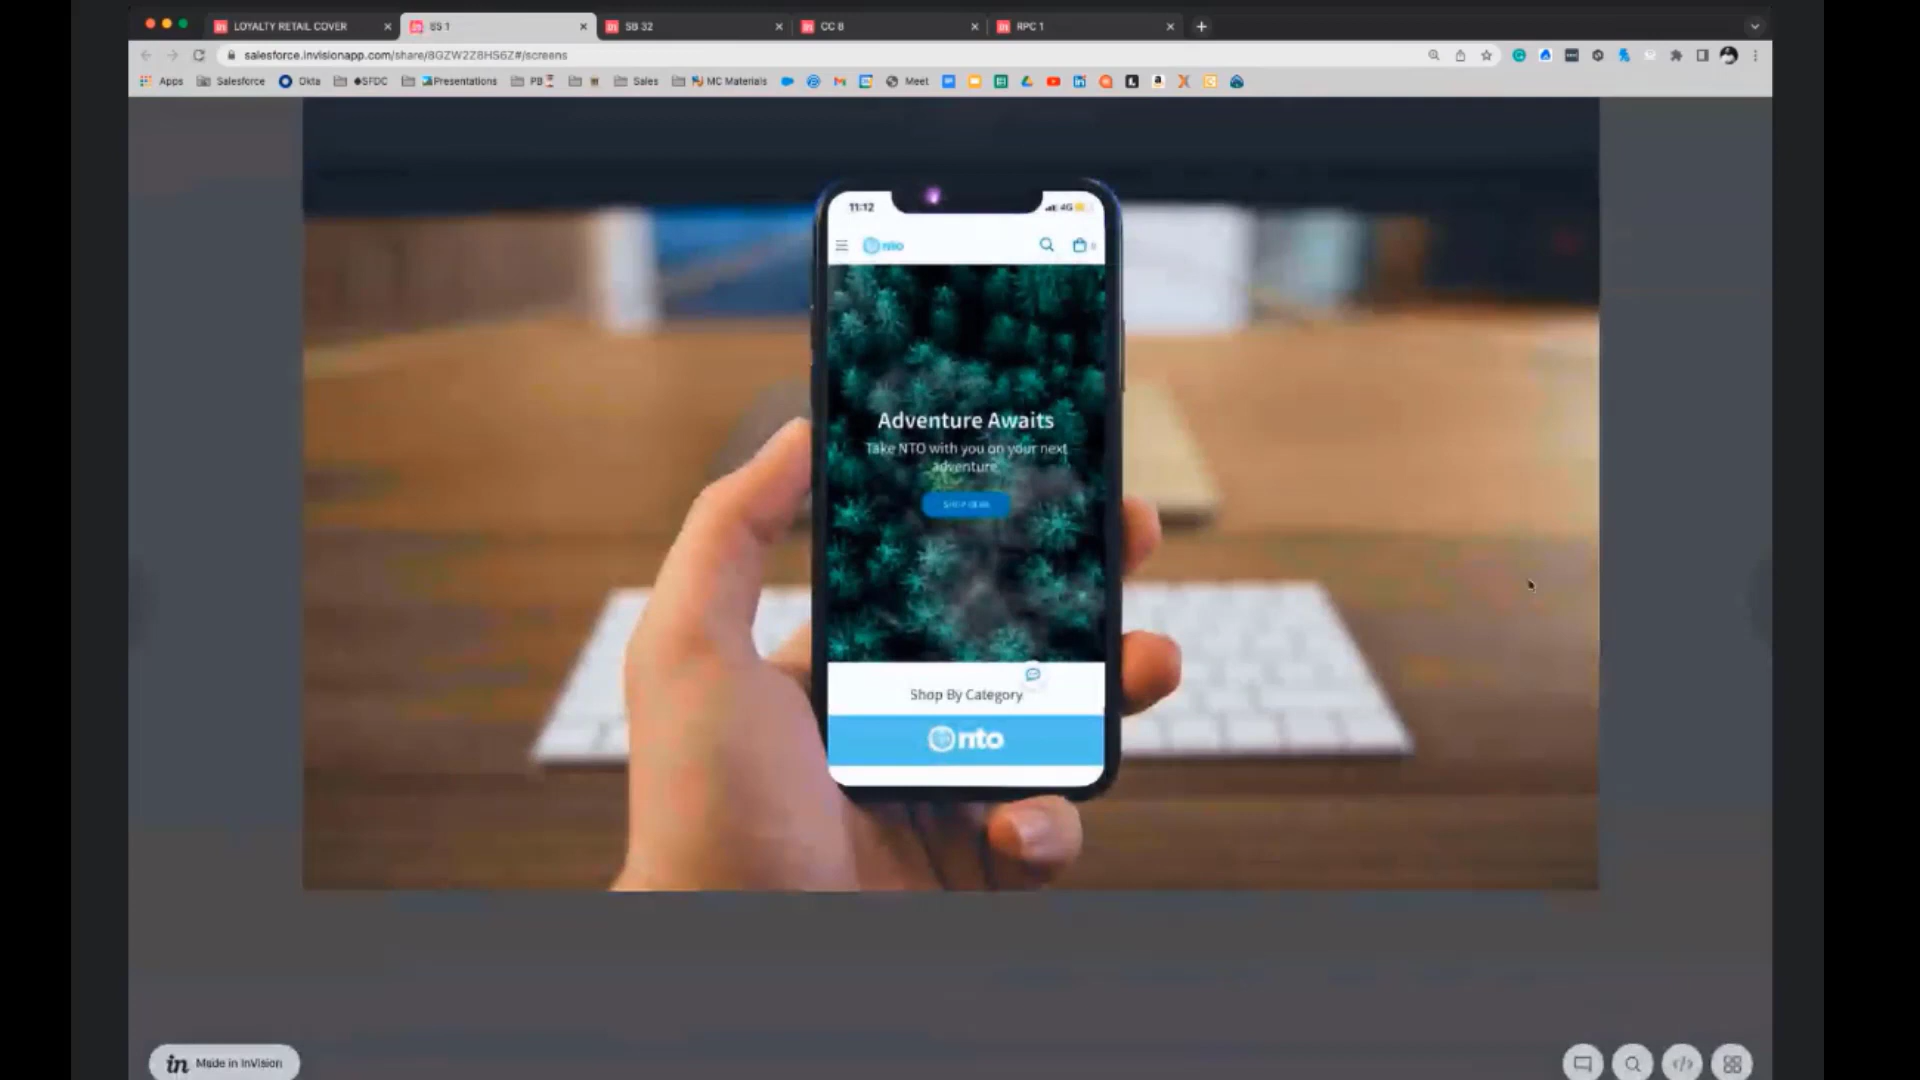 LOYALTY RETAIL COVER
SS 1
SB 32
CC 8
RPC 1
salesforce.invisionapp.com/share/8GZW2Z8HS6Z#/screens
Apps
Salesforce
Okta
SFDC
Presentations
PB
Sales
MC Materials
Meet
11:12
4G
nto
Adventure Awaits
Take NTO with you on your next
adventure.
Shop By Category
nto
in Made in InVision